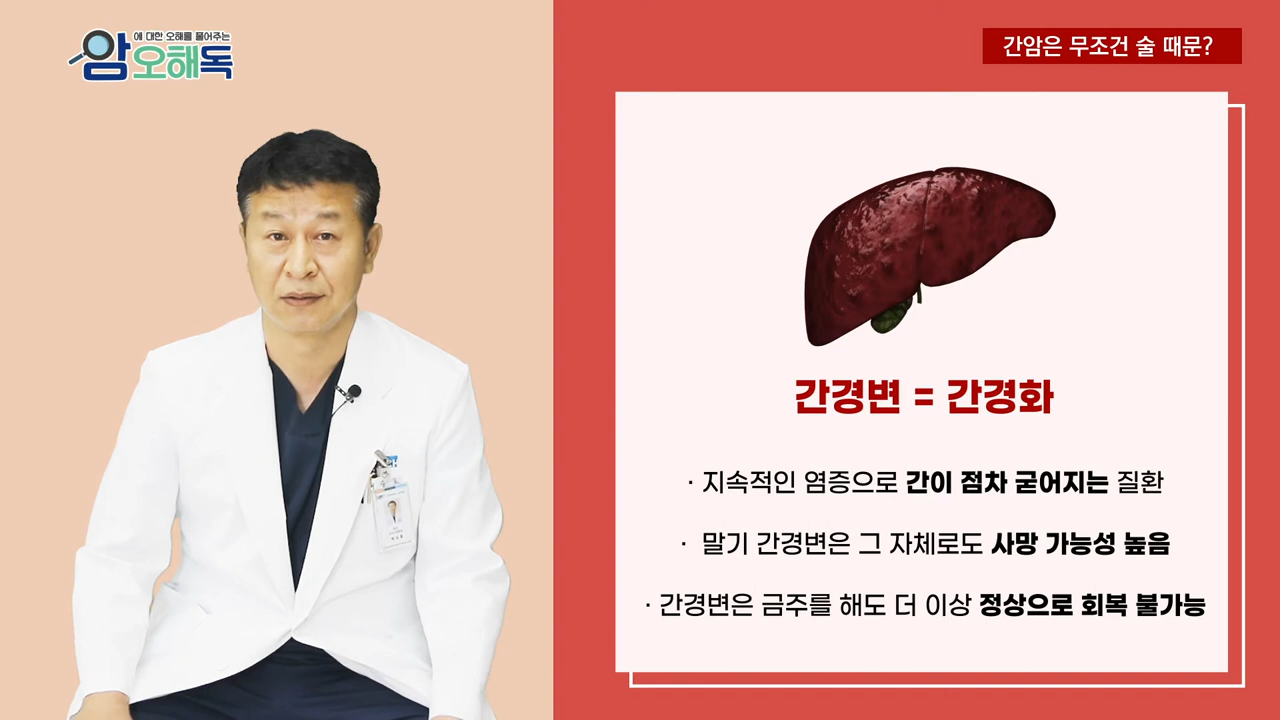 에 대한 오해를 풀어주는
암오해독
간암은 무조건 술 때문?
간경변 = 간경화
· 지속적인 염증으로 간이 점차 굳어지는 질환
· 말기 간경변은 그 자체로도 사망 가능성 높음
· 간경변은 금주를 해도 더 이상 정상으로 회복 불가능